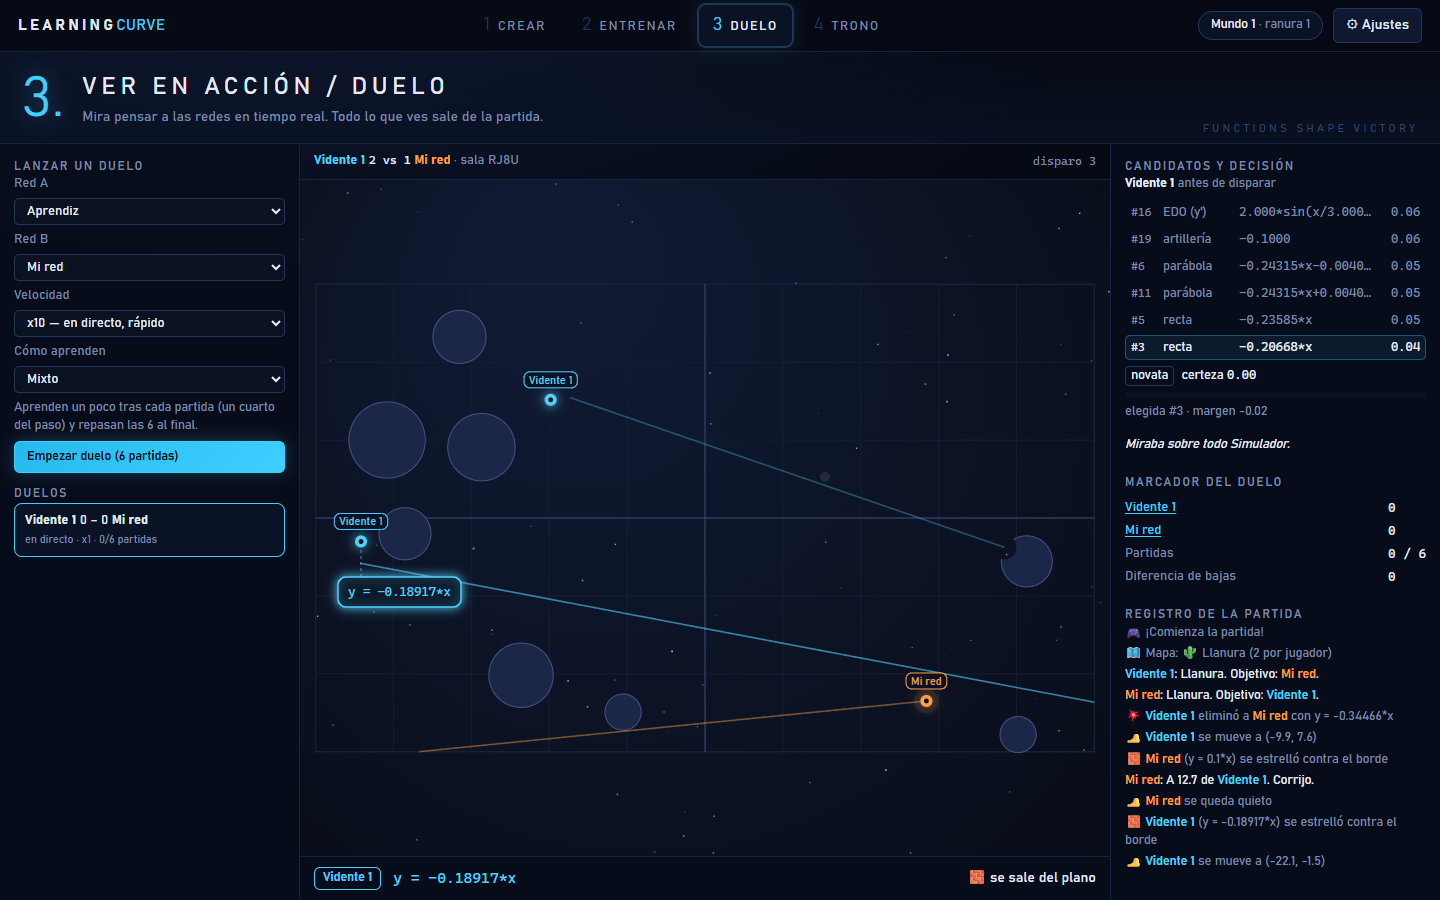 LEARNINGCURVE
1 CREAR
2 ENTRENAR
3 DUELO
4 TRONO
Mundo 1 · ranura 1
⚙ Ajustes
3.
VER EN ACCIÓN / DUELO
Mira pensar a las redes en tiempo real. Todo lo que ves sale de la partida.
FUNCTIONS SHAPE VICTORY
LANZAR UN DUELO
Red A
Aprendiz
Red B
Mi red
Velocidad
x10 — en directo, rápido
Cómo aprenden
Mixto
Aprenden un poco tras cada partida (un cuarto
del paso) y repasan las 6 al final.
Empezar duelo (6 partidas)
DUELOS
Vidente 1 0 – 0 Mi red
en directo · x1 · 0/6 partidas
Vidente 1 2 vs 1 Mi red · sala RJ8U
disparo 3
Vidente 1
Vidente 1
y = −0.18917*x
Mi red
Vidente 1 y = −0.18917*x
🧱 se sale del plano
CANDIDATOS Y DECISIÓN
Vidente 1 antes de disparar
#16 EDO (y') 2.000*sin(x/3.000… 0.06
#19 artillería −0.1000 0.06
#6 parábola −0.24315*x−0.0040… 0.05
#11 parábola −0.24315*x+0.0040… 0.05
#5 recta −0.23585*x 0.05
#3 recta −0.20668*x 0.04
novata certeza 0.00
elegida #3 · margen -0.02
Miraba sobre todo Simulador.
MARCADOR DEL DUELO
Vidente 1 0
Mi red 0
Partidas 0 / 6
Diferencia de bajas 0
REGISTRO DE LA PARTIDA
🎮 ¡Comienza la partida!
🗺️ Mapa: 🌵 Llanura (2 por jugador)
Vidente 1: Llanura. Objetivo: Mi red.
Mi red: Llanura. Objetivo: Vidente 1.
💥 Vidente 1 eliminó a Mi red con y = −0.34466*x
🦶 Vidente 1 se mueve a (-9.9, 7.6)
🧱 Mi red (y = 0.1*x) se estrelló contra el borde
Mi red: A 12.7 de Vidente 1. Corrijo.
🦶 Mi red se queda quieto
🧱 Vidente 1 (y = −0.18917*x) se estrelló contra el
borde
🦶 Vidente 1 se mueve a (-22.1, -1.5)